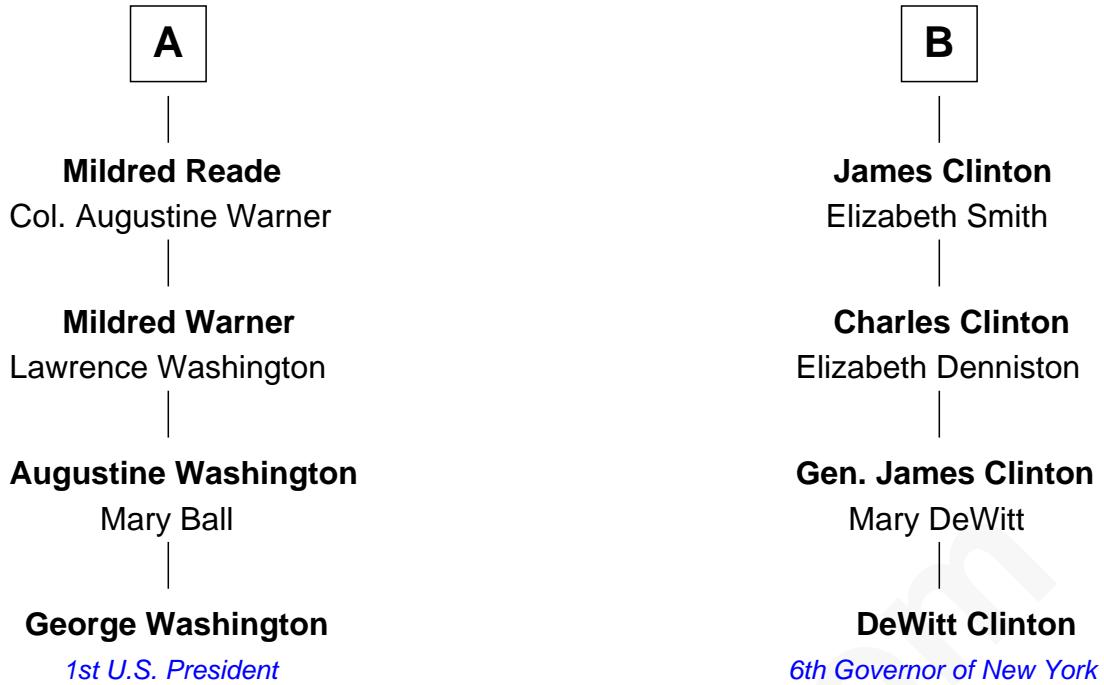 A
Mildred Reade
Col. Augustine Warner
Mildred Warner
Lawrence Washington
Augustine Washington
Mary Ball
George Washington
1st U.S. President
B
James Clinton
Elizabeth Smith
Charles Clinton
Elizabeth Denniston
Gen. James Clinton
Mary DeWitt
DeWitt Clinton
6th Governor of New York